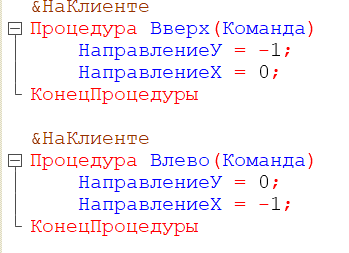 &НаКлиенте
Процедура Вверх(Команда)
НаправлениеУ = -1;
НаправлениеХ = 0;
КонецПроцедуры
&НаКлиенте
Процедура Влево(Команда)
НаправлениеУ = 0;
НаправлениеХ = -1;
КонецПроцедуры